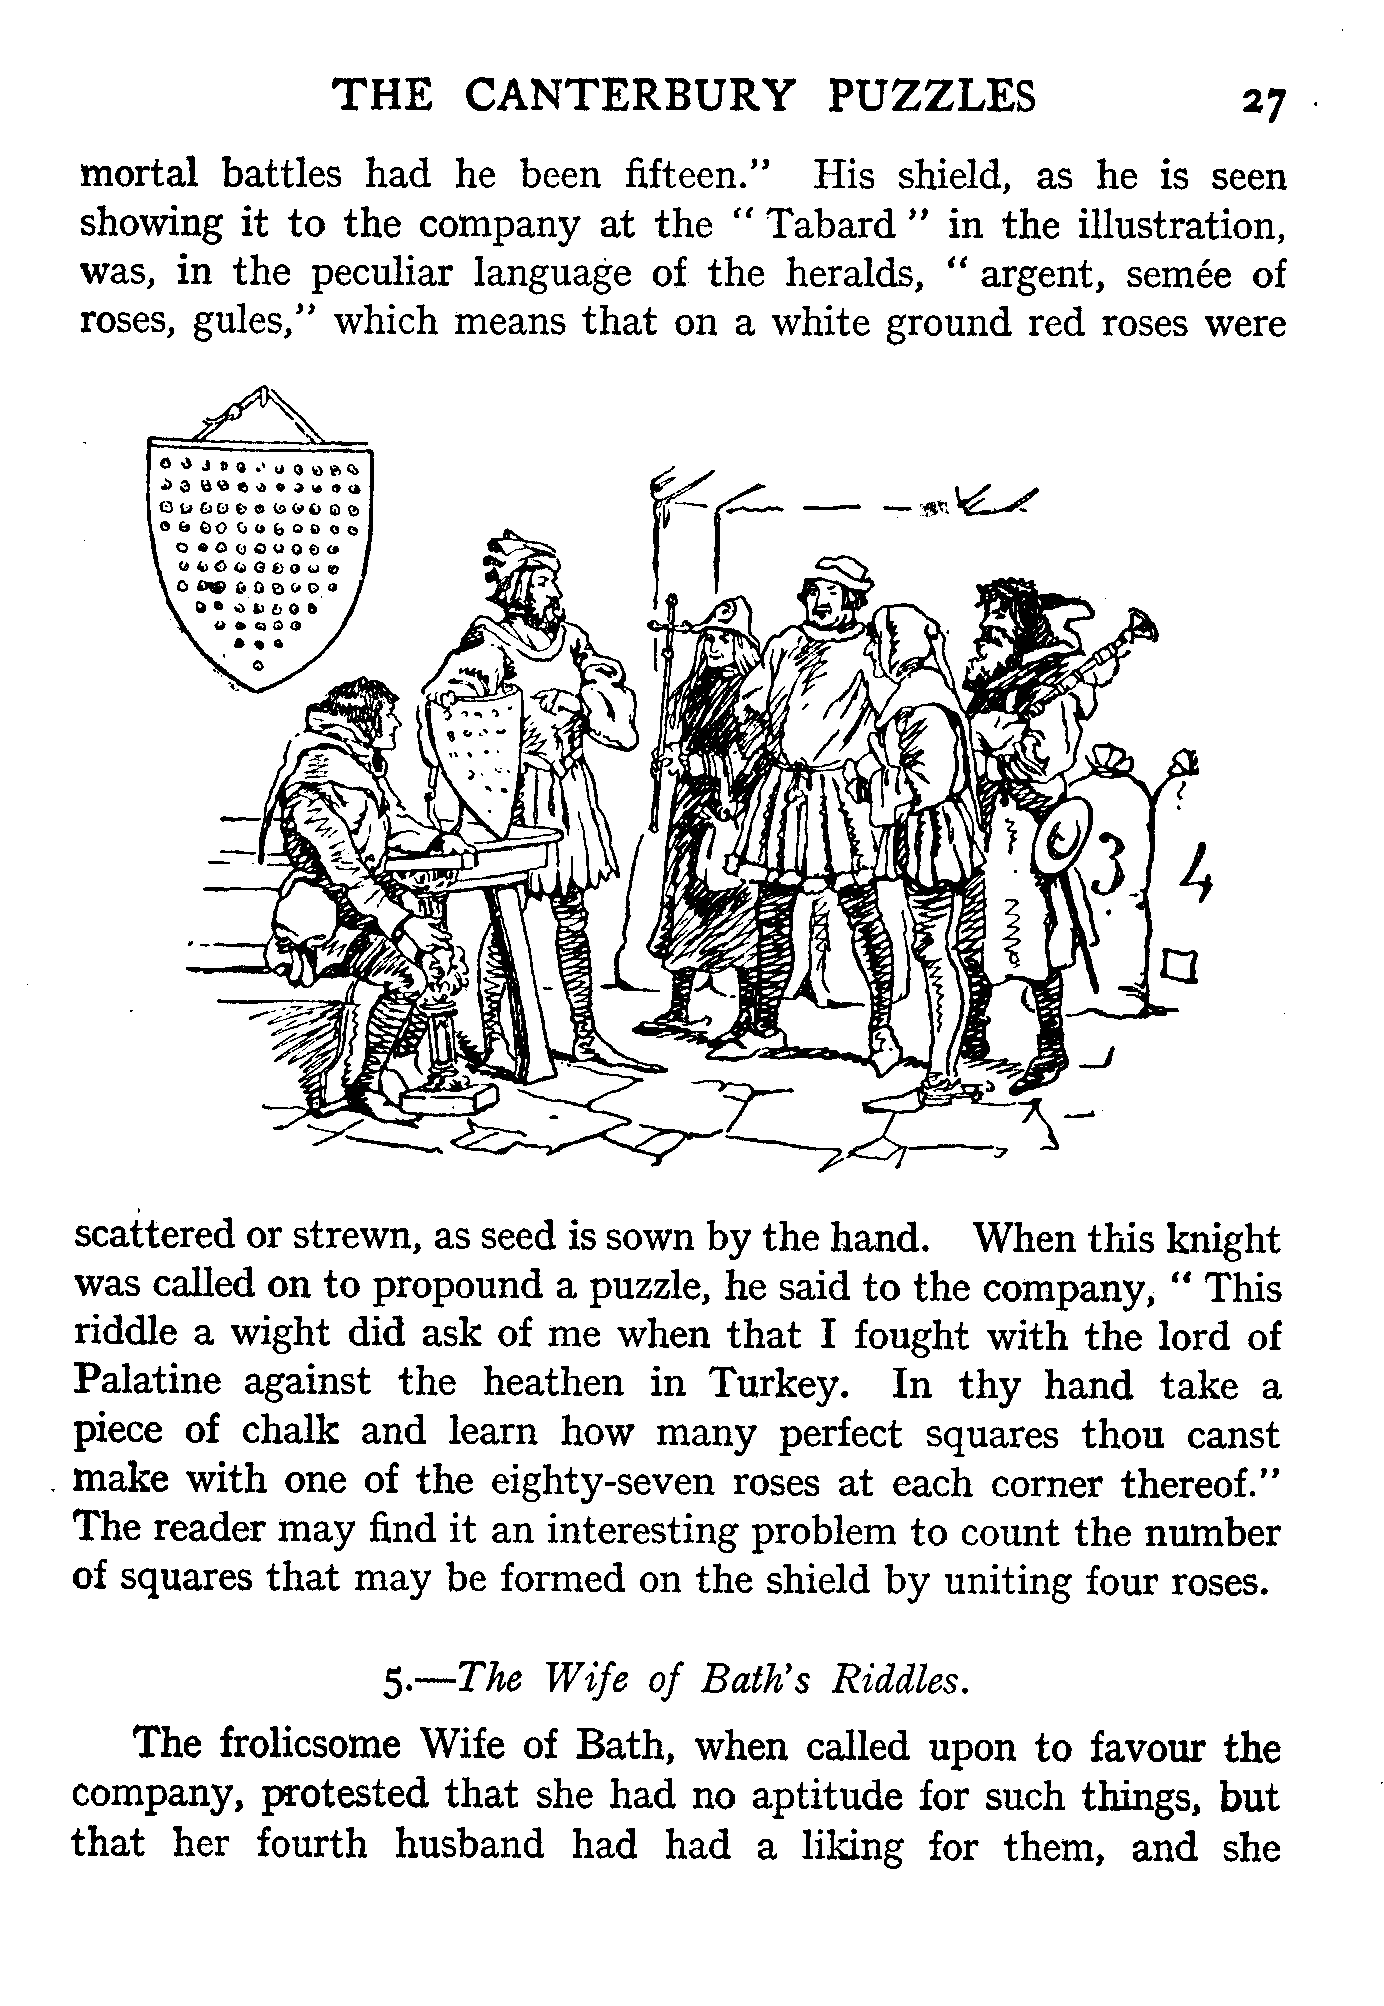 THE CANTERBURY PUZZLES 27
mortal battles had he been fifteen.” His shield, as he is seen
showing it to the company at the “ Tabard ” in the illustration,
was, in the peculiar language of the heralds, “ argent, semée of
roses, gules,” which means that on a white ground red roses were
3 4
scattered or strewn, as seed is sown by the hand. When this knight
was called on to propound a puzzle, he said to the company, “ This
riddle a wight did ask of me when that I fought with the lord of
Palatine against the heathen in Turkey. In thy hand take a
piece of chalk and learn how many perfect squares thou canst
make with one of the eighty-seven roses at each corner thereof.”
The reader may find it an interesting problem to count the number
of squares that may be formed on the shield by uniting four roses.
5.—The Wife of Bath’s Riddles.
The frolicsome Wife of Bath, when called upon to favour the
company, protested that she had no aptitude for such things, but
that her fourth husband had had a liking for them, and she